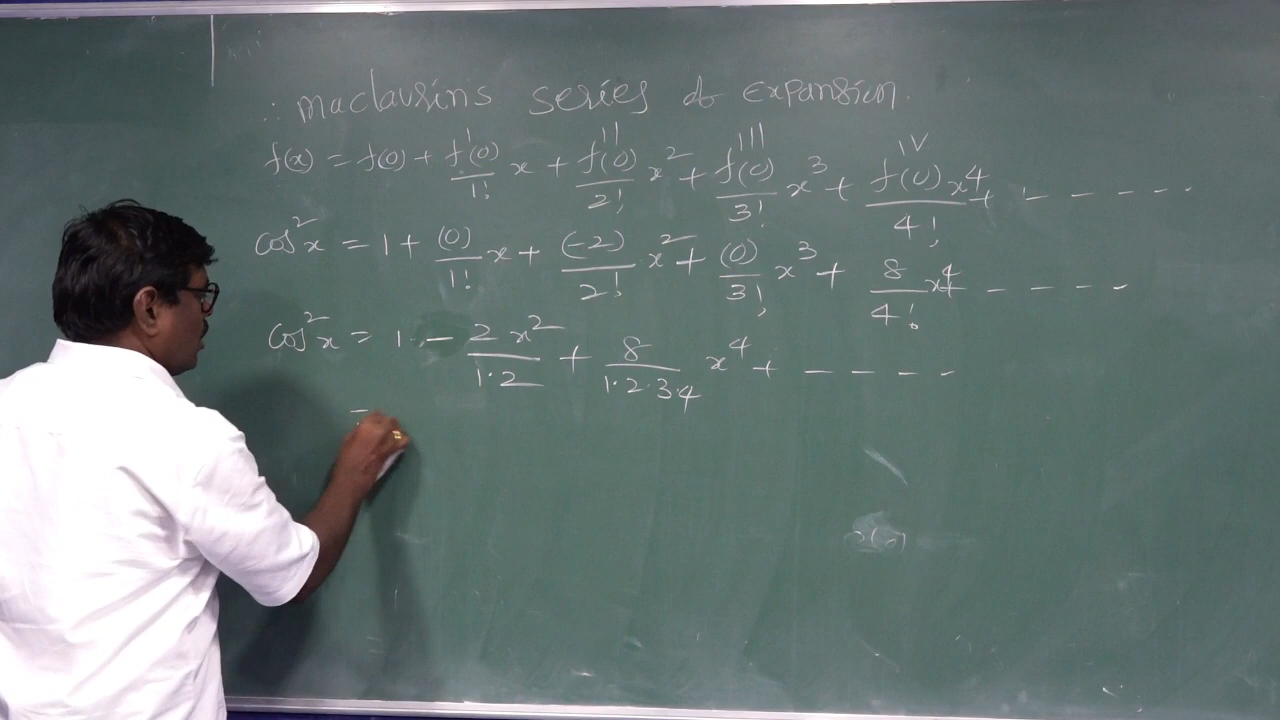 ∴ maclausins series of expansion.
f(x) = f(0) + f'(0)/1! x + f''(0)/2! x² + f'''(0)/3! x³ + f^IV(0)/4! x⁴ + - - - - -
cos²x = 1 + (0)/1! x + (-2)/2! x² + (0)/3! x³ + 8/4! x⁴ - - - -
cos²x = 1 - 2x²/1·2 + 8/1·2·3·4 x⁴ + - - - - -
=